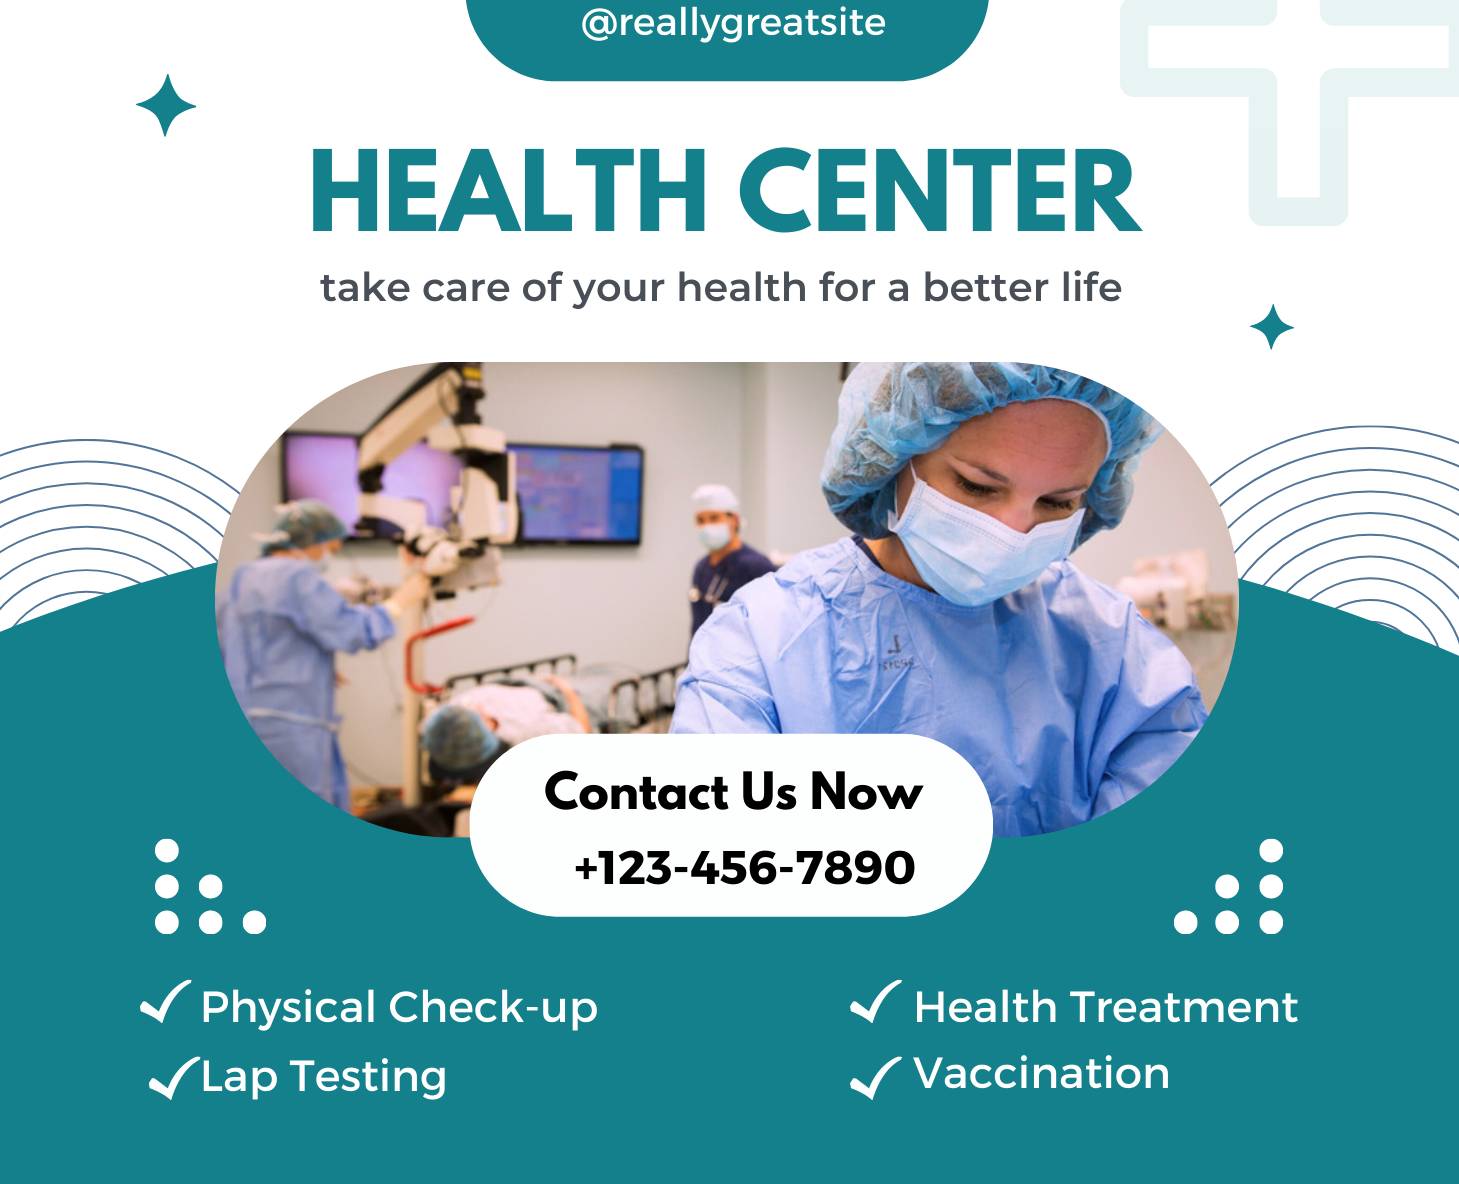 @reallygreatsite
HEALTH CENTER
take care of your health for a better life
Contact Us Now
+123-456-7890
Physical Check-up
Health Treatment
Lap Testing
Vaccination